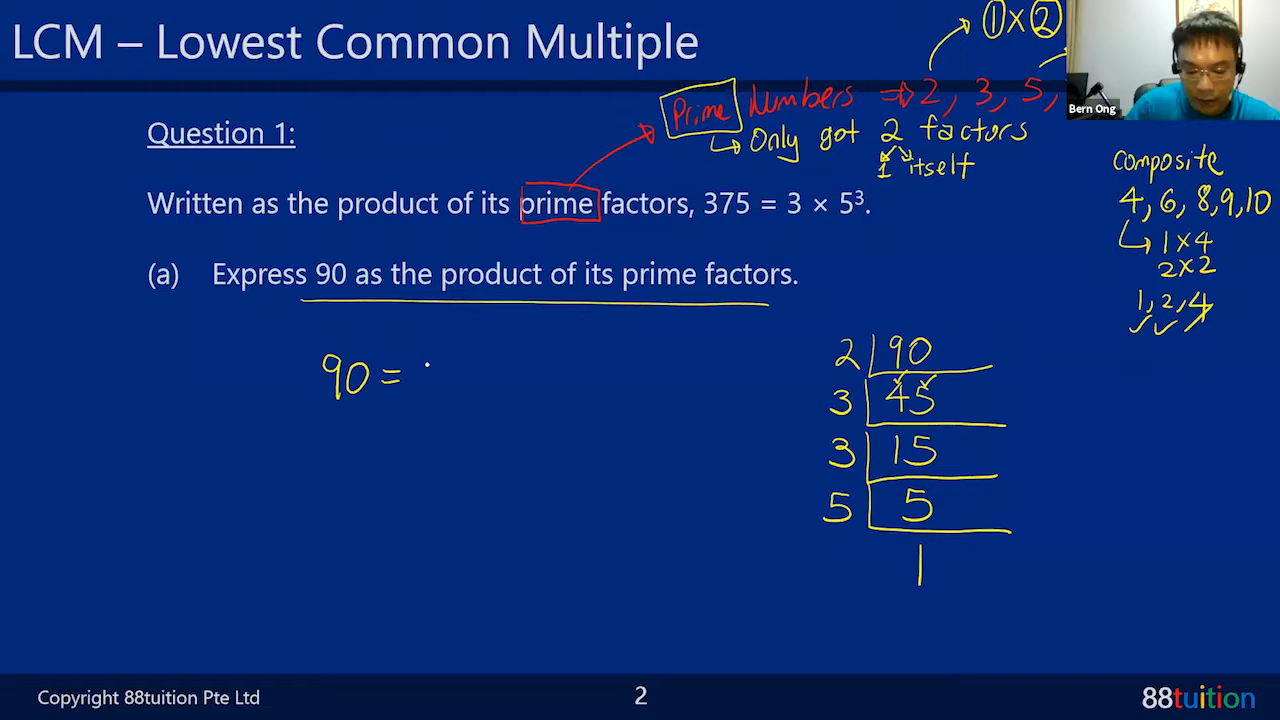 LCM – Lowest Common Multiple
① x ②
Prime Numbers ⇒ 2, 3, 5,
Bern Ong
Question 1:
Only got 2 factors
1 itself
Composite
Written as the product of its prime factors, 375 = 3 × 5³.
4, 6, 8, 9, 10
1 x 4
2 x 2
(a) Express 90 as the product of its prime factors.
1, 2, 4
90 =
2 | 90
3 | 45
3 | 15
5 | 5
1
Copyright 88tuition Pte Ltd
2
88tuition